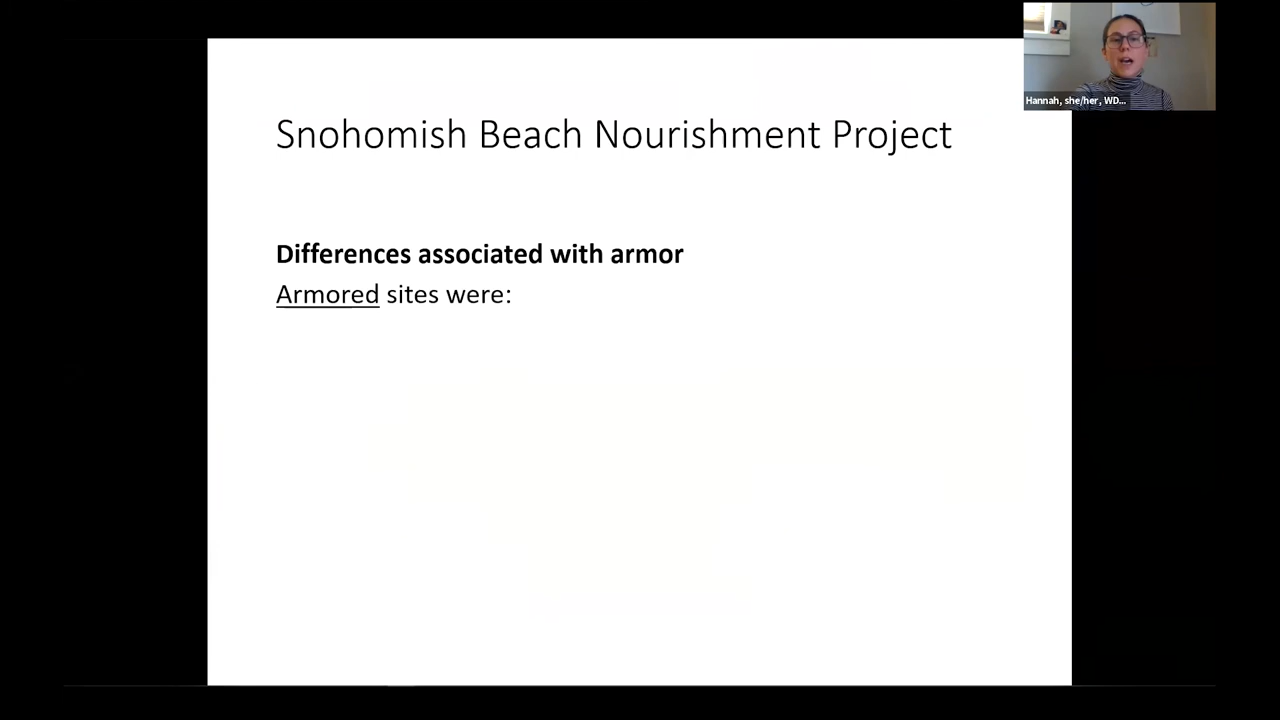 Hannah, she/her, WD...
Snohomish Beach Nourishment Project
Differences associated with armor
Armored sites were: